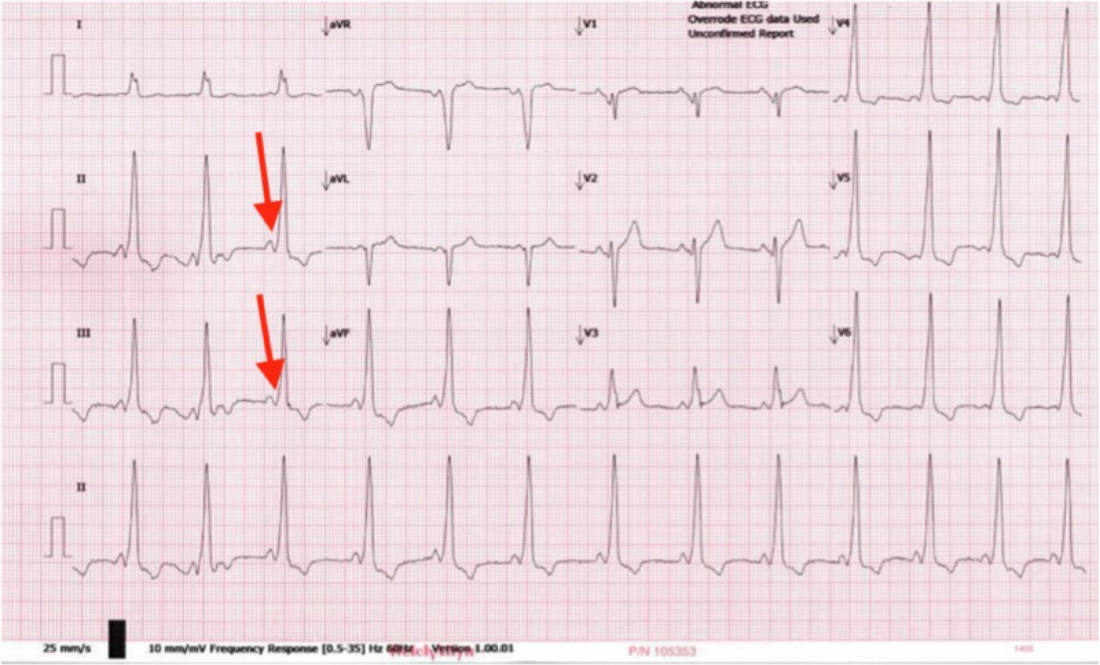 Abnormal ECG
I aVR V1 Overrode ECG data Used V4
Unconfirmed Report
II aVL V2 V5
III aVF V3 V6
II
25 mm/s 10 mm/mV Frequency Response [0.5-35] Hz 60Hz Version 1.00.01
P/N 105353 1405